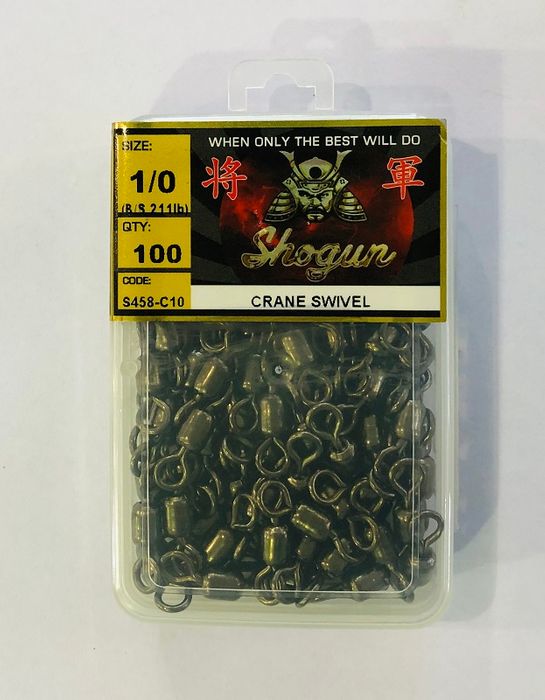 SIZE:
1/0
(B/S 211lb)
QTY:
100
CODE:
S458-C10
WHEN ONLY THE BEST WILL DO
将 軍
Shogun
CRANE SWIVEL